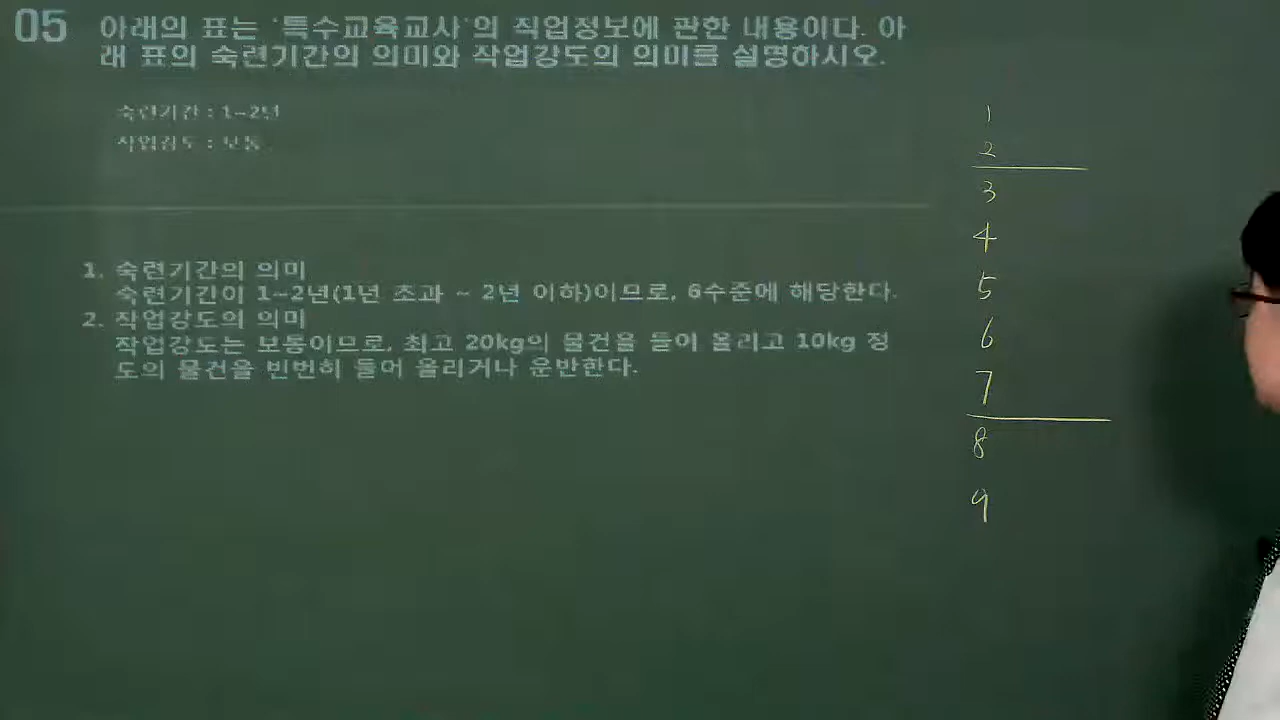 05 아래의 표는 '특수교육교사'의 직업정보에 관한 내용이다. 아
래 표의 숙련기간의 의미와 작업강도의 의미를 설명하시오.
숙련기간 : 1~2년
작업강도 : 보통
1. 숙련기간의 의미
숙련기간이 1~2년(1년 초과 ~ 2년 이하)이므로, 6수준에 해당한다.
2. 작업강도의 의미
작업강도는 보통이므로, 최고 20kg의 물건을 들어 올리고 10kg 정
도의 물건을 빈번히 들어 올리거나 운반한다.
1
2
3
4
5
6
7
8
9